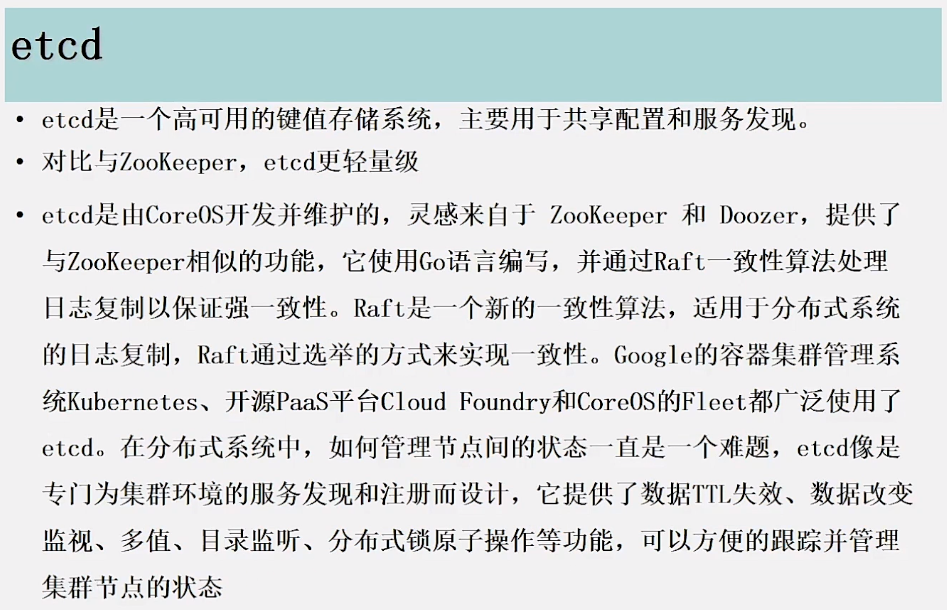 etcd
• etcd是一个高可用的键值存储系统，主要用于共享配置和服务发现。
• 对比与ZooKeeper，etcd更轻量级
• etcd是由CoreOS开发并维护的，灵感来自于 ZooKeeper 和 Doozer，提供了
与ZooKeeper相似的功能，它使用Go语言编写，并通过Raft一致性算法处理
日志复制以保证强一致性。Raft是一个新的一致性算法，适用于分布式系统
的日志复制，Raft通过选举的方式来实现一致性。Google的容器集群管理系
统Kubernetes、开源PaaS平台Cloud Foundry和CoreOS的Fleet都广泛使用了
etcd。在分布式系统中，如何管理节点间的状态一直是一个难题，etcd像是
专门为集群环境的服务发现和注册而设计，它提供了数据TTL失效、数据改变
监视、多值、目录监听、分布式锁原子操作等功能，可以方便的跟踪并管理
集群节点的状态